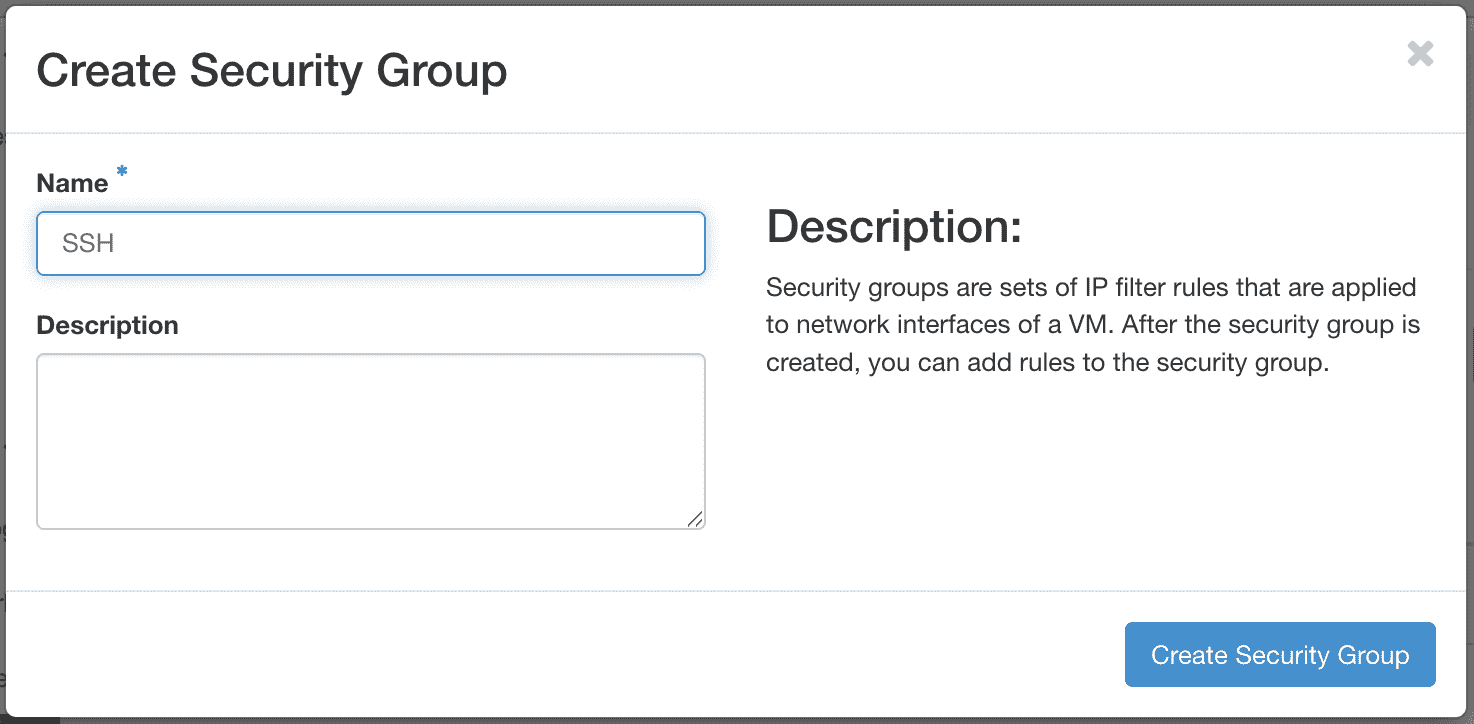 Create Security Group
Name *
SSH
Description
Description:
Security groups are sets of IP filter rules that are applied
to network interfaces of a VM. After the security group is
created, you can add rules to the security group.
Create Security Group